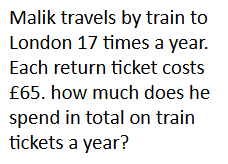 Malik travels by train to
London 17 times a year.
Each return ticket costs
£65. how much does he
spend in total on train
tickets a year?